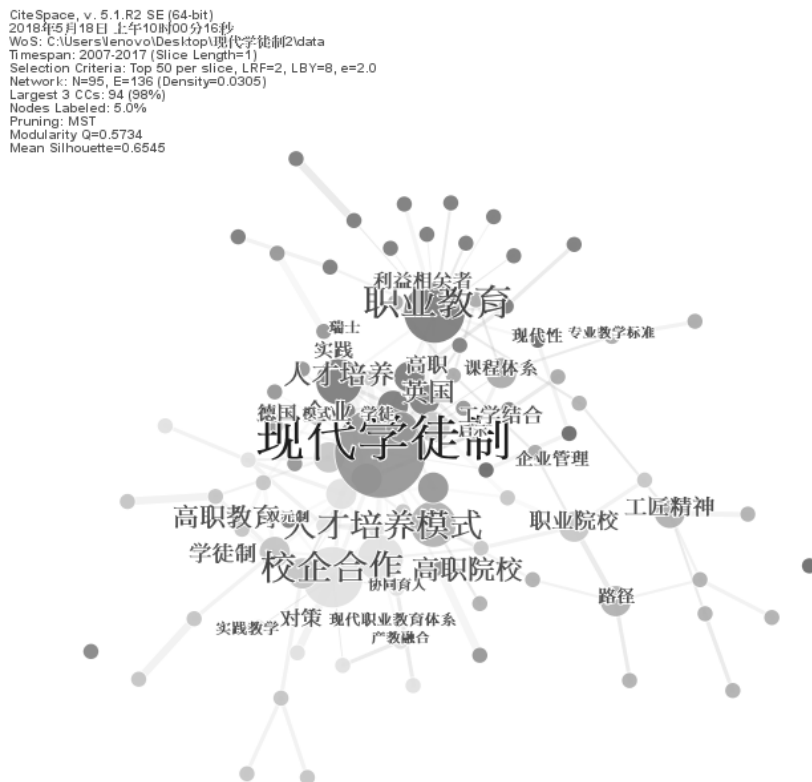 CiteSpace, v. 5.1.R2 SE (64-bit)
2018年5月18日 上午10时00分16秒
WoS: C:\Users\lenovo\Desktop\现代学徒制2\data
Timespan: 2007-2017 (Slice Length=1)
Selection Criteria: Top 50 per slice, LRF=2, LBY=8, e=2.0
Network: N=95, E=136 (Density=0.0305)
Largest 3 CCs: 94 (98%)
Nodes Labeled: 5.0%
Pruning: MST
Modularity Q=0.5734
Mean Silhouette=0.6545
利益相关者
职业教育
瑞士
现代性 专业教学标准
实践
高职
课程体系
人才培养
英国
德国 模式 企业 学徒
工学结合
现代学徒制
启示
企业管理
工匠精神
高职教育 双元制 人才培养模式
职业院校
学徒制
校企合作 高职院校
协同育人
路径
对策 现代职业教育体系
实践教学
产教融合